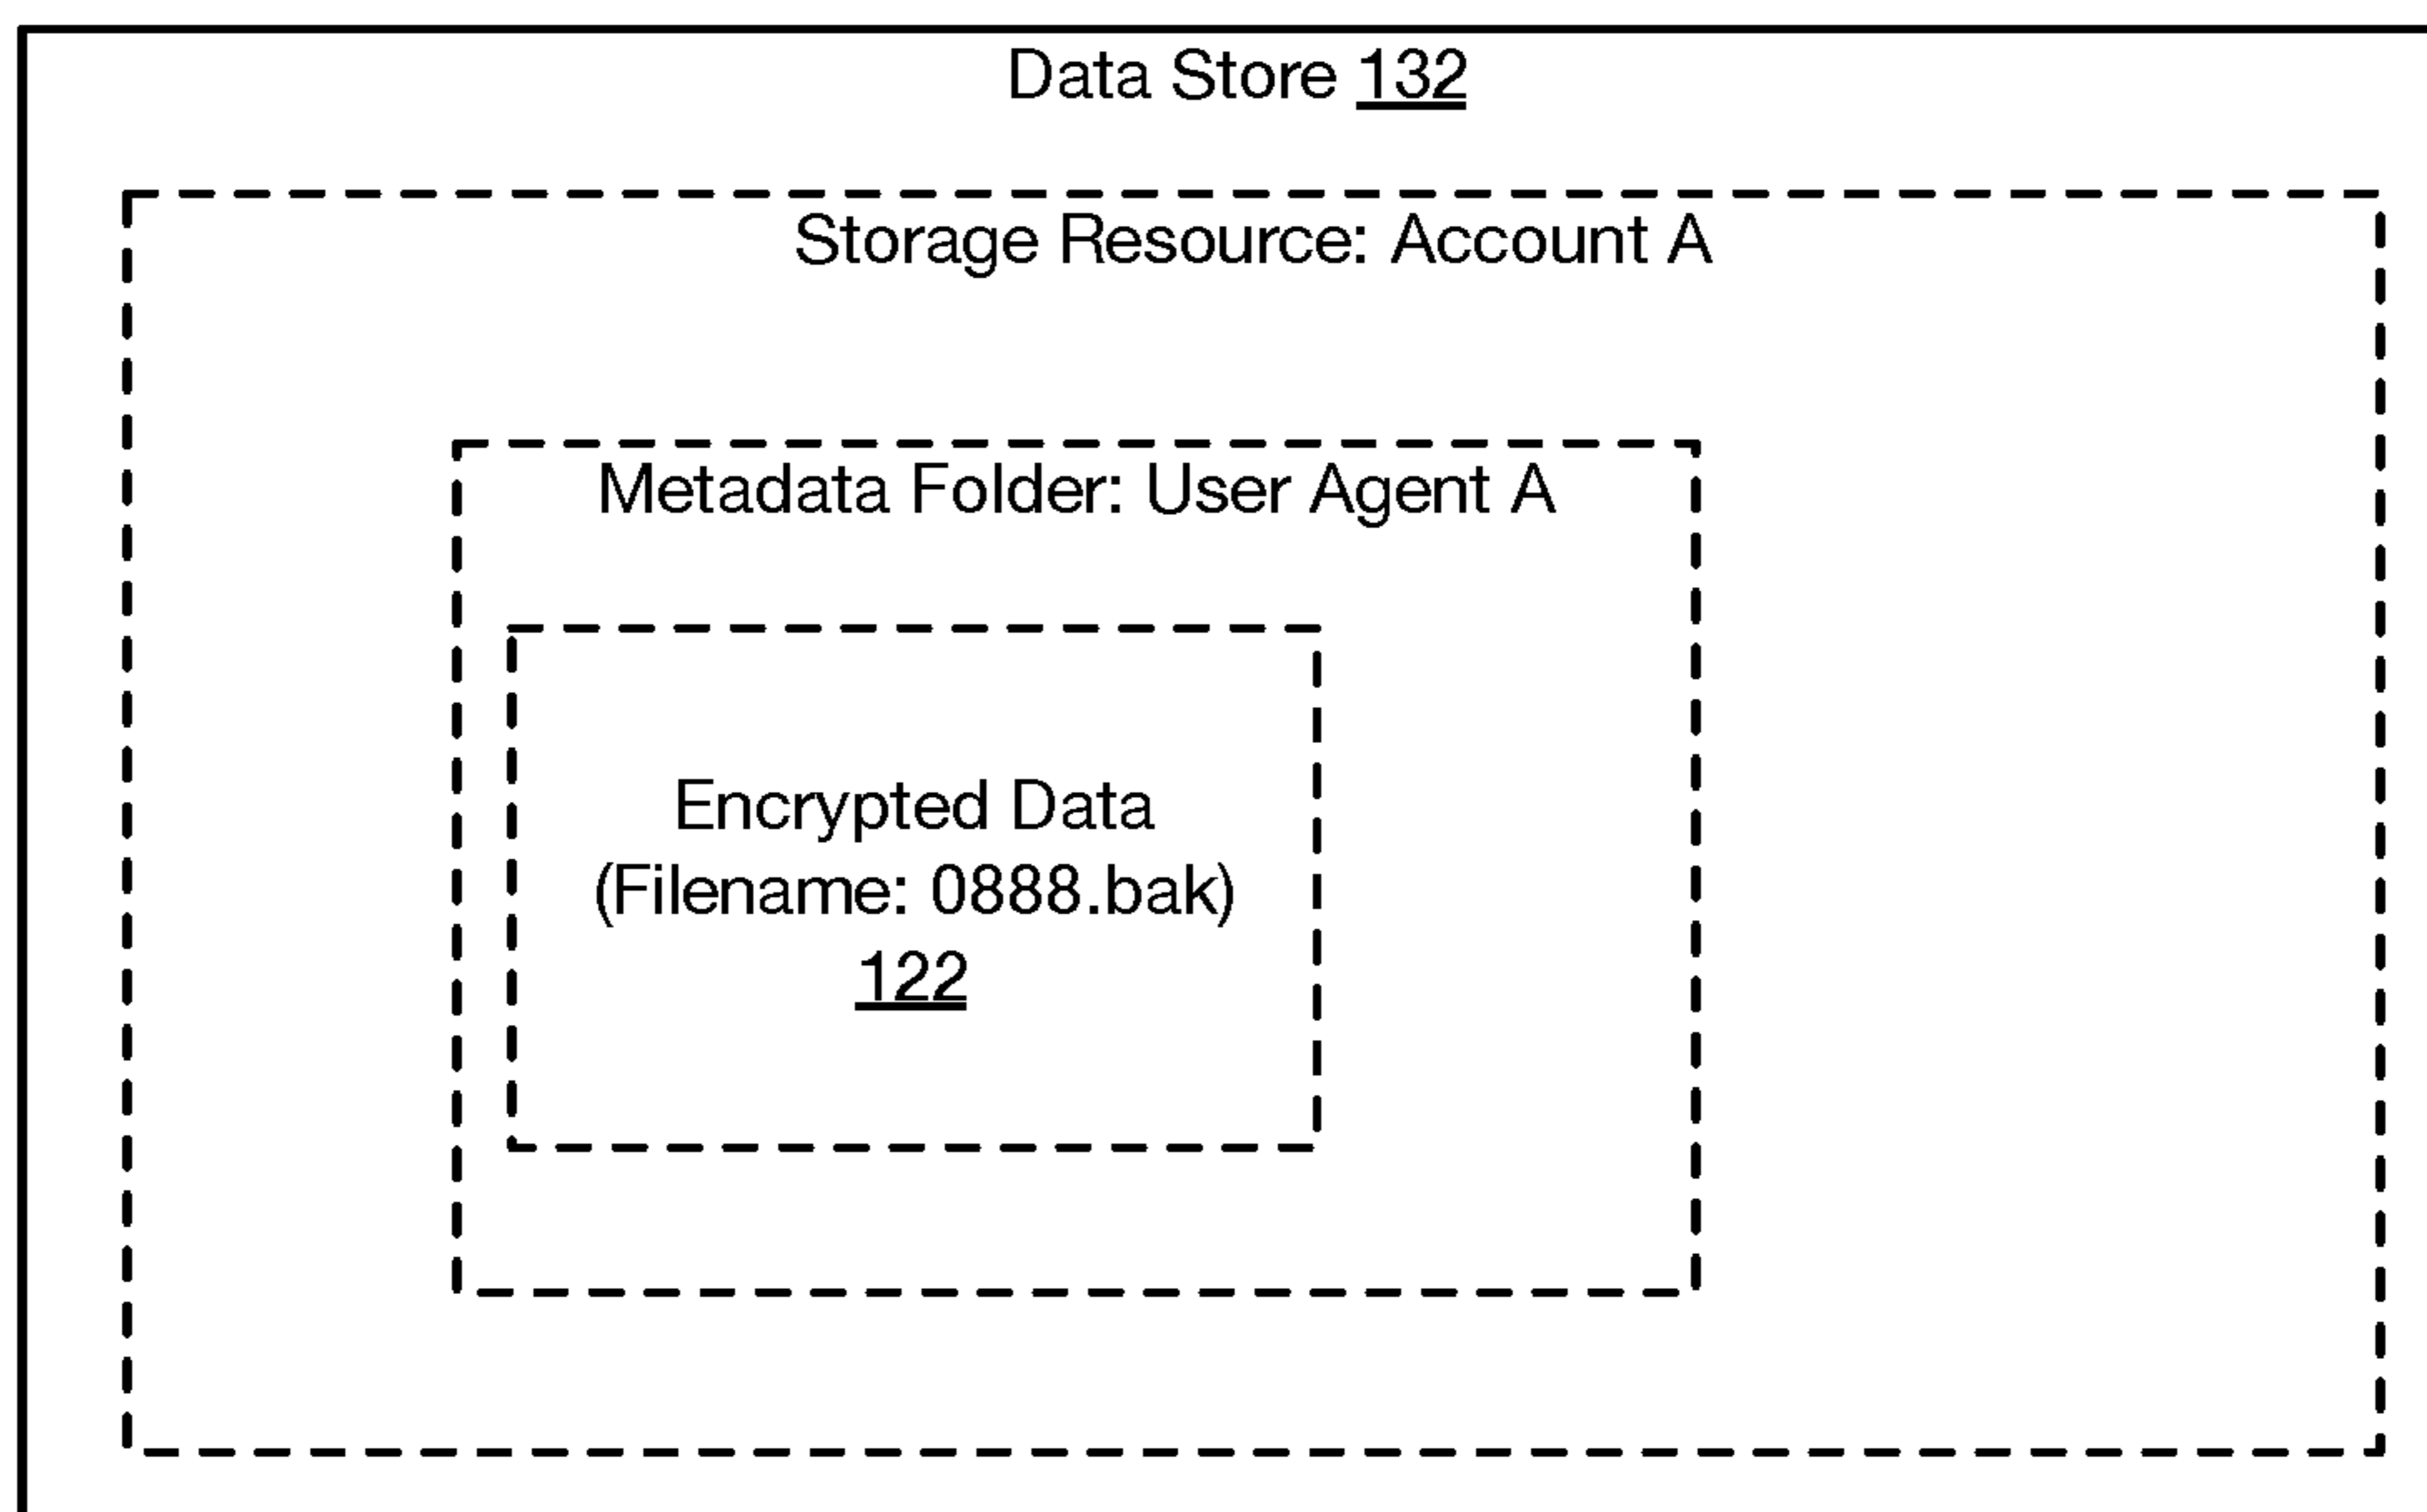 Data Store 132
Storage Resource: Account A
Metadata Folder: User Agent A
Encrypted Data
(Filename: 0888.bak)
122